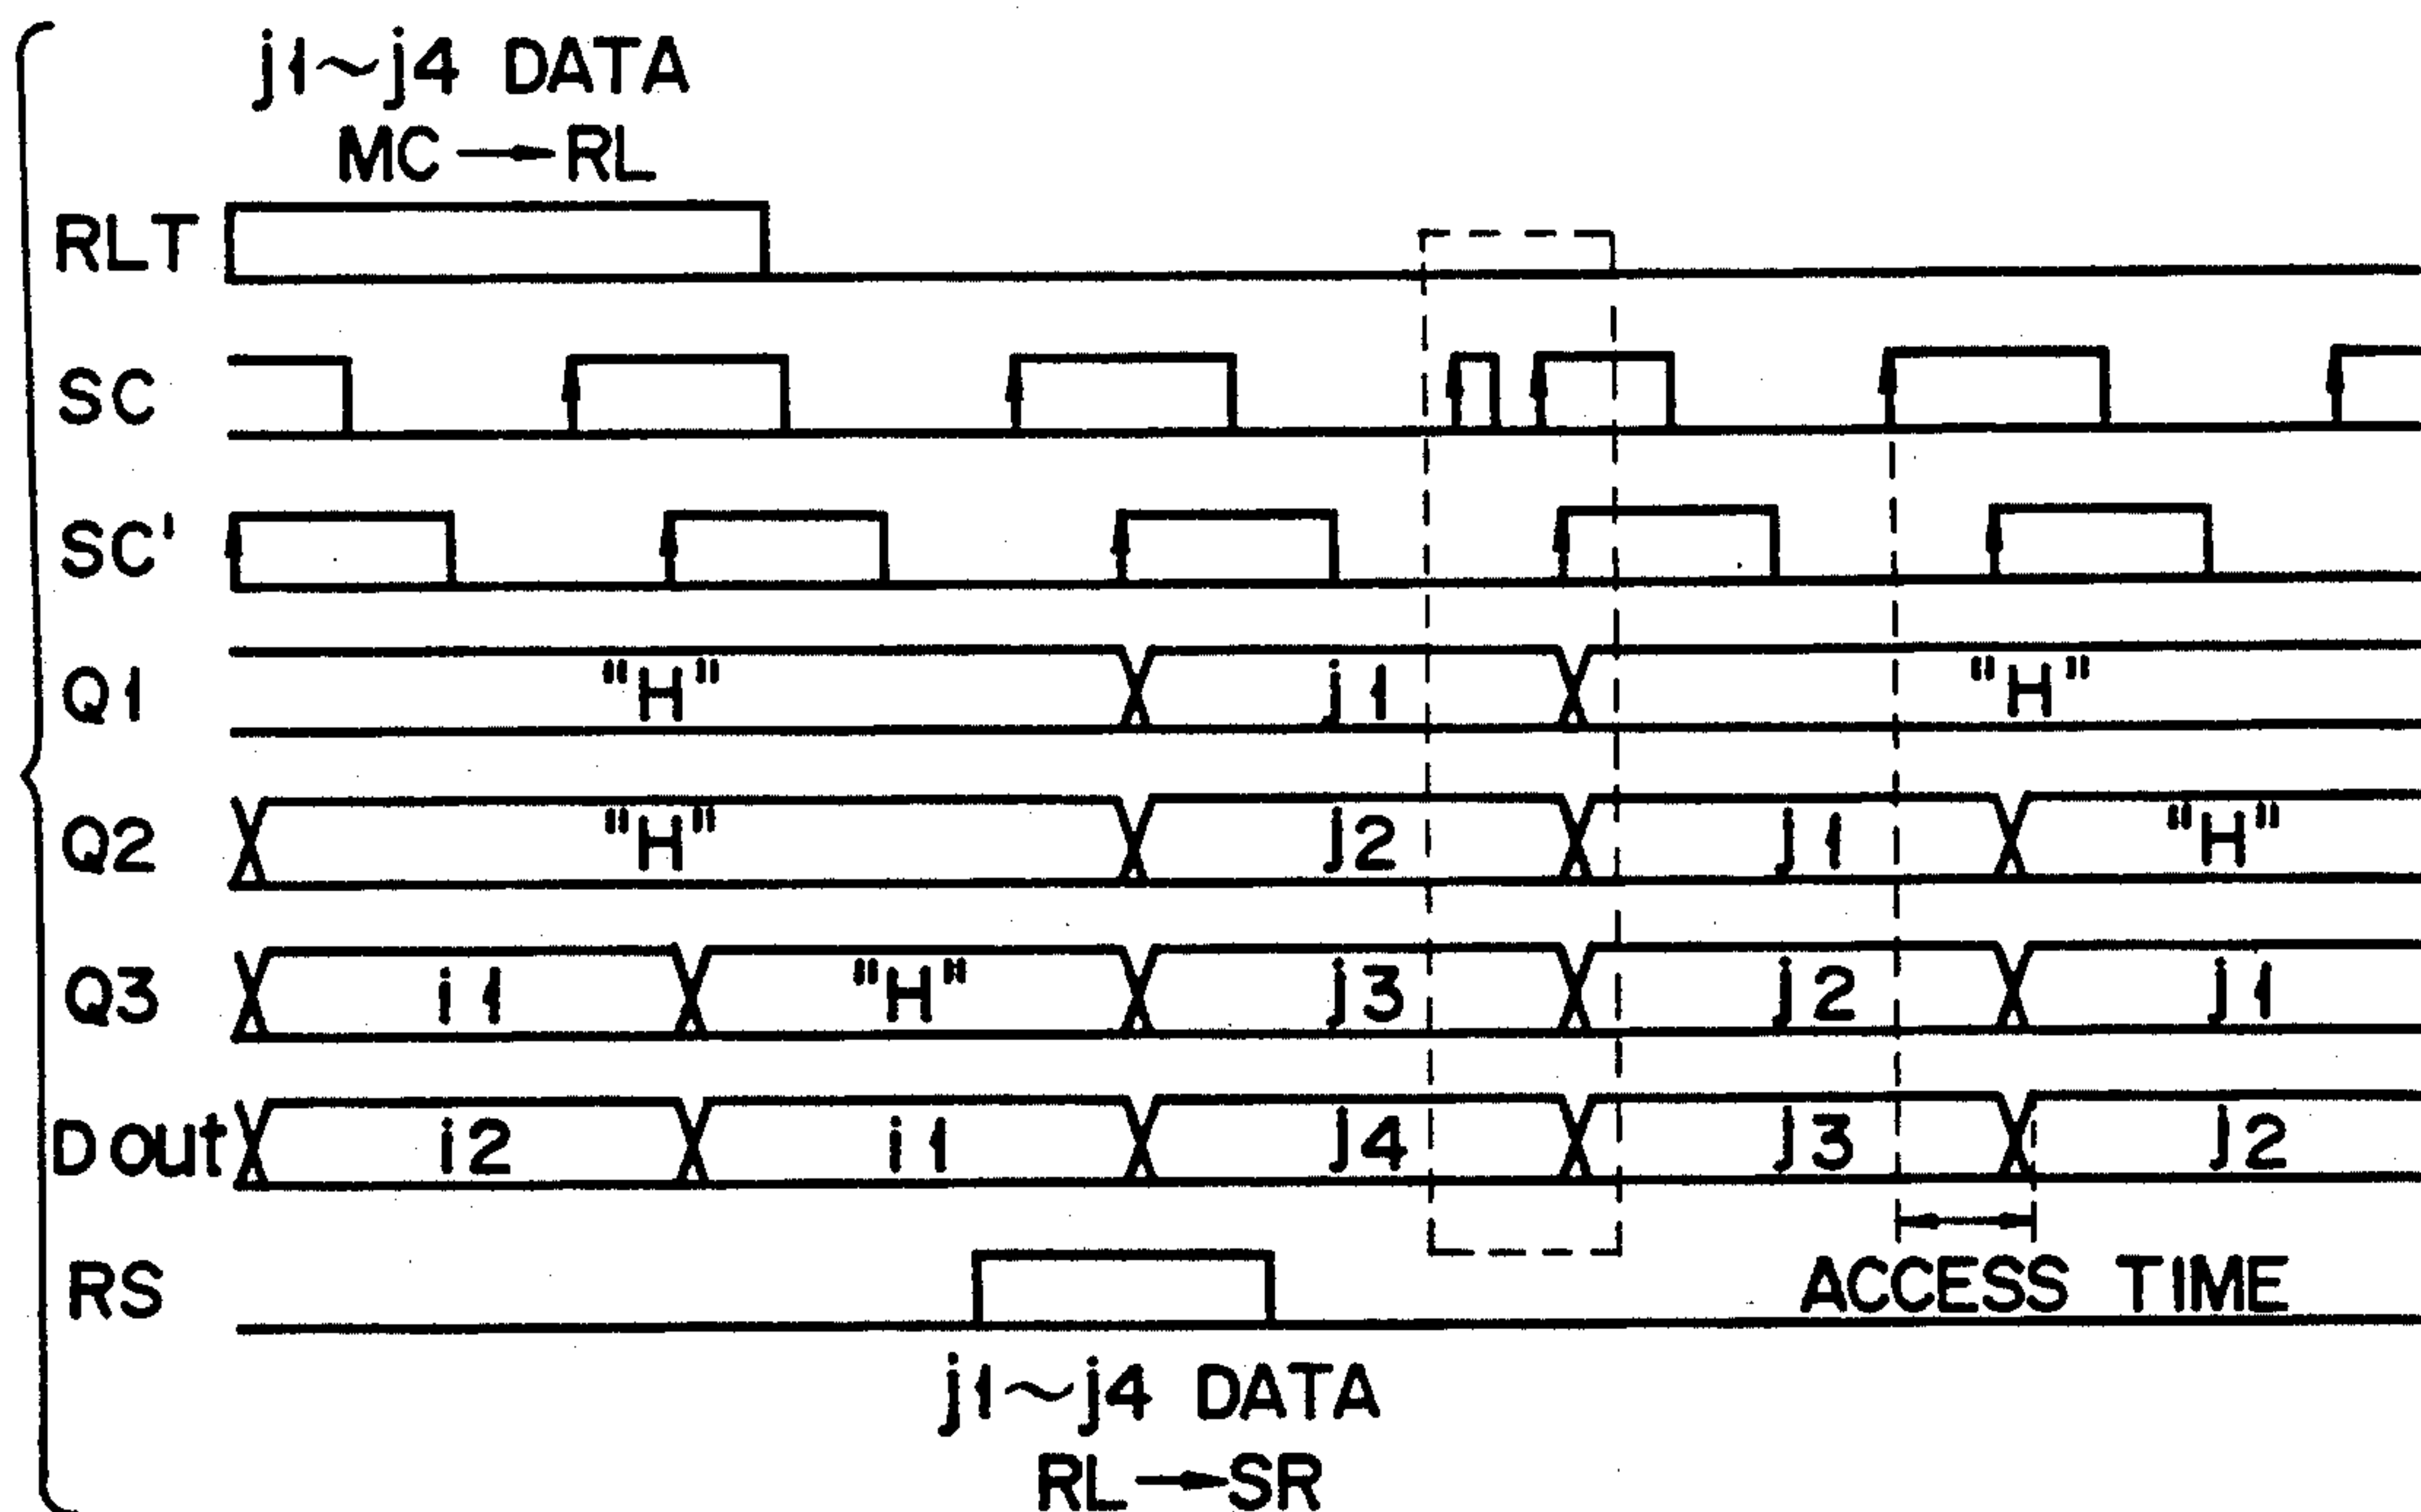 j1~j4 DATA
MC→RL
RLT
SC
SC'
Q1 "H" j1 "H"
Q2 "H" j2 j1 "H"
Q3 i1 "H" j3 j2 j1
Dout i2 i1 j4 j3 j2
RS
ACCESS TIME
j1~j4 DATA
RL→SR